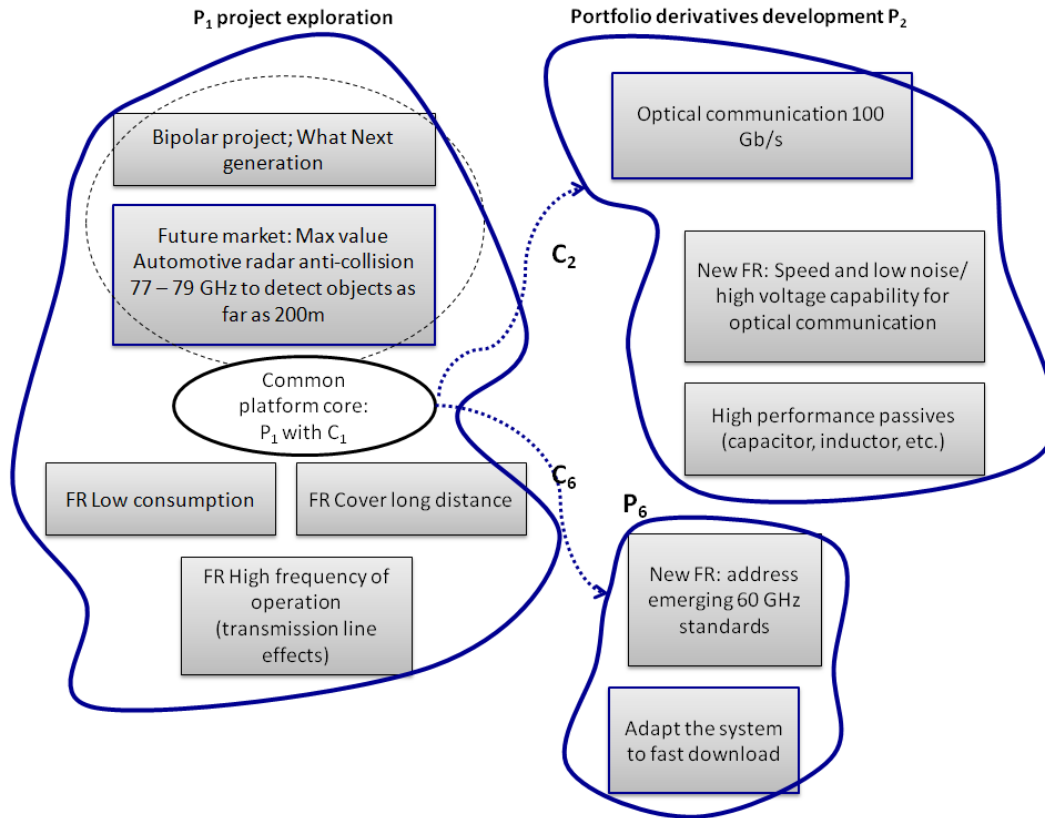 P₁ project exploration
Bipolar project; What Next
generation
Future market: Max value
Automotive radar anti-collision
77 – 79 GHz to detect objects as
far as 200m
Common
platform core:
P₁ with C₁
FR Low consumption
FR Cover long distance
FR High frequency of
operation
(transmission line
effects)
C₂
C₆
Portfolio derivatives development P₂
Optical communication 100
Gb/s
New FR: Speed and low noise/
high voltage capability for
optical communication
High performance passives
(capacitor, inductor, etc.)
P₆
New FR: address
emerging 60 GHz
standards
Adapt the system
to fast download